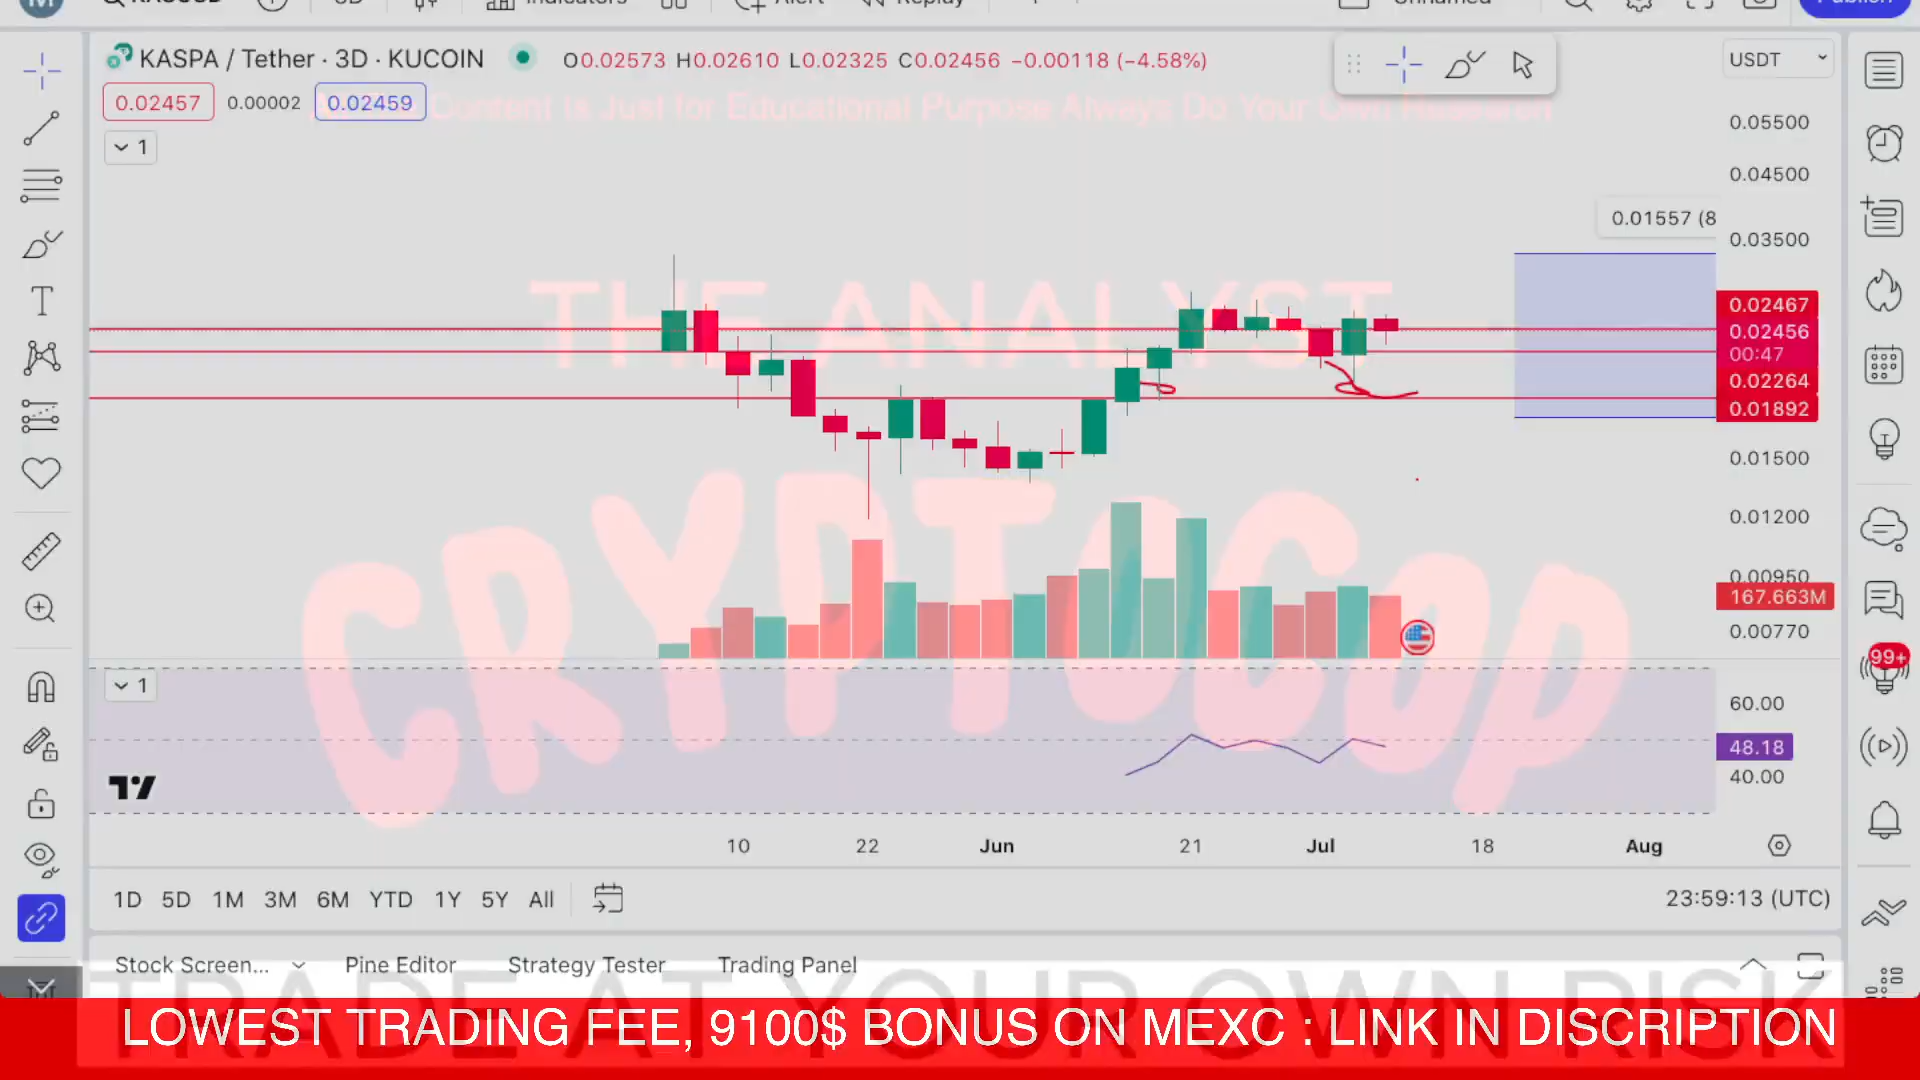 Indicators
Alert
Replay
Unnamed
Publish
KASPA / Tether · 3D · KUCOIN
O0.02573 H0.02610 L0.02325 C0.02456 −0.00118 (−4.58%)
USDT
0.02457 0.00002 0.02459
Content is Just for Educational Purpose Always Do Your Own Research
1
0.05500
0.04500
0.01557 (8
0.03500
THE ANALYST
0.02467
0.02456
00:47
0.02264
0.01892
0.01500
0.01200
0.00950
167.663M
0.00770
CRYPTOCOP
99+
1
60.00
48.18
40.00
10 22 Jun 21 Jul 18 Aug
1D 5D 1M 3M 6M YTD 1Y 5Y All
23:59:13 (UTC)
Stock Screen... Pine Editor Strategy Tester Trading Panel
TRADE AT YOUR OWN RISK
LOWEST TRADING FEE, 9100$ BONUS ON MEXC : LINK IN DISCRIPTION